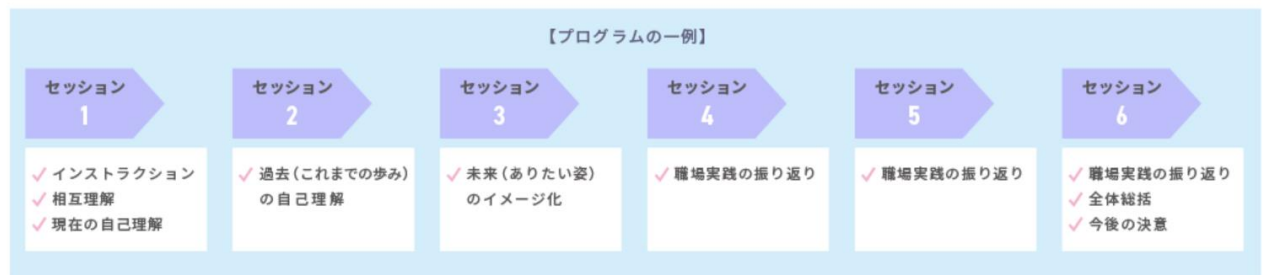 【プログラムの一例】
セッション
1
セッション
2
セッション
3
セッション
4
セッション
5
セッション
6
インストラクション
相互理解
現在の自己理解
過去（これまでの歩み）
の自己理解
未来（ありたい姿）
のイメージ化
職場実践の振り返り
職場実践の振り返り
職場実践の振り返り
全体総括
今後の決意